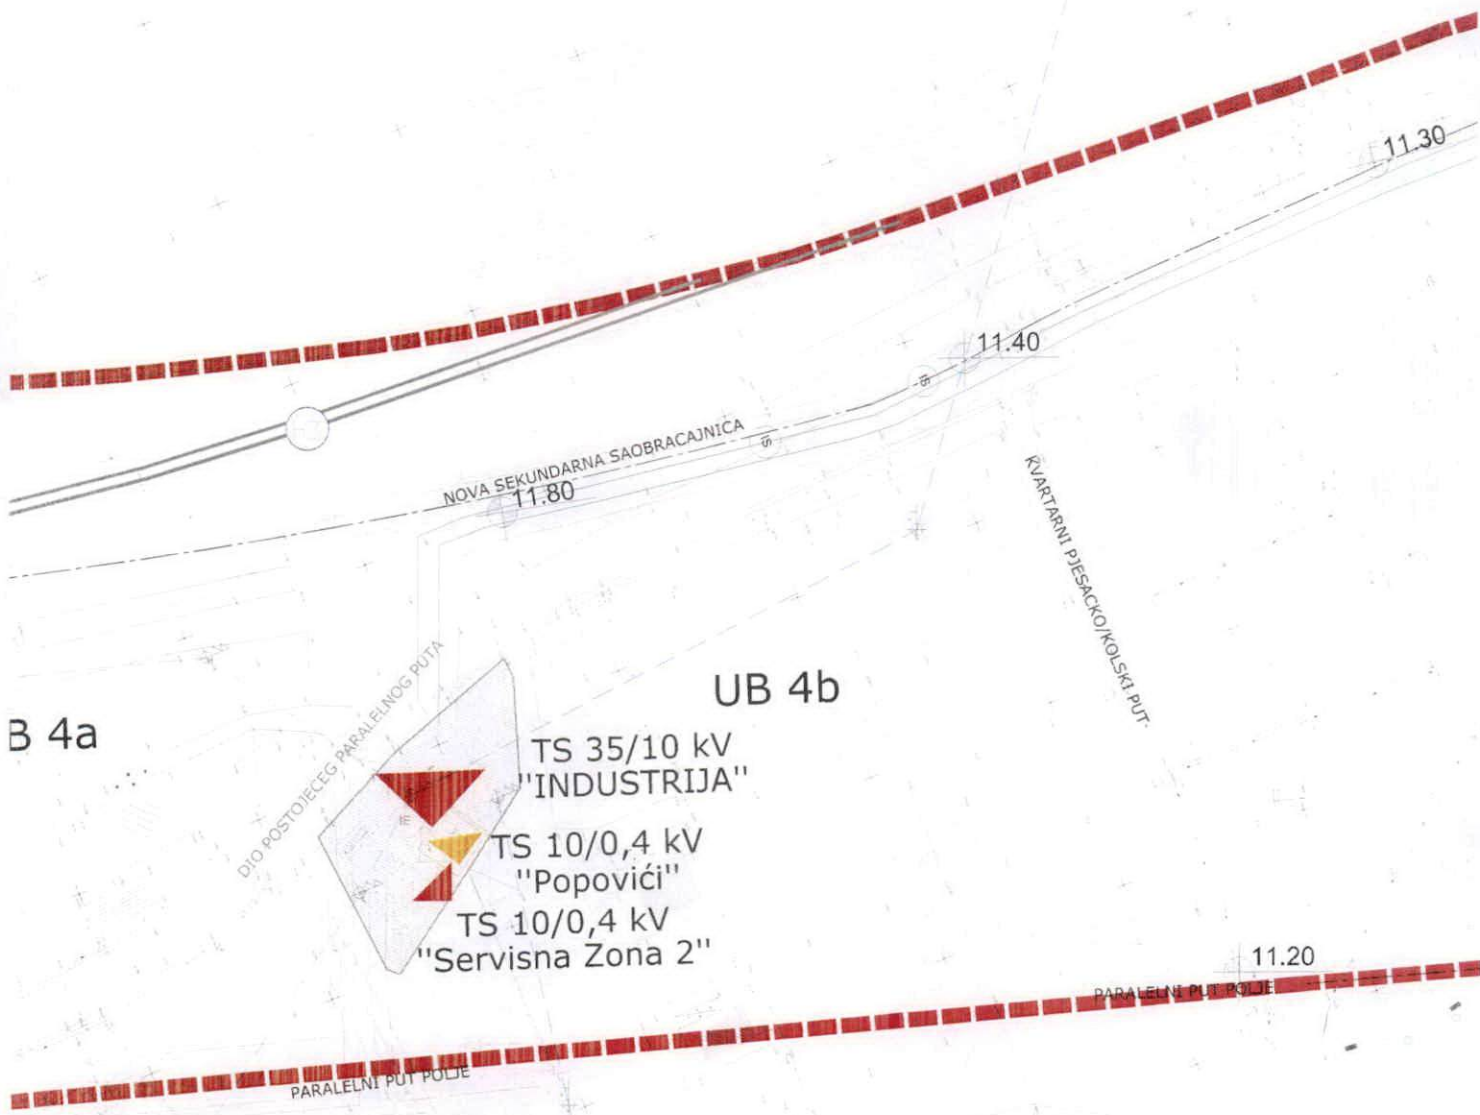 11.30
11.40
NOVA SEKUNDARNA SAOBRACAJNICA
11.80
IS
IS
KVARTARNI PJESACKO/KOLSKI PUT
DIO POSTOJECEG PARALELNOG PUTA
UB 4b
B 4a
TS 35/10 kV
"INDUSTRIJA"
TS 10/0,4 kV
"Popovići"
TS 10/0,4 kV
"Servisna Zona 2"
11.20
PARALELNI PUT POLJE
PARALELNI PUT POLJE